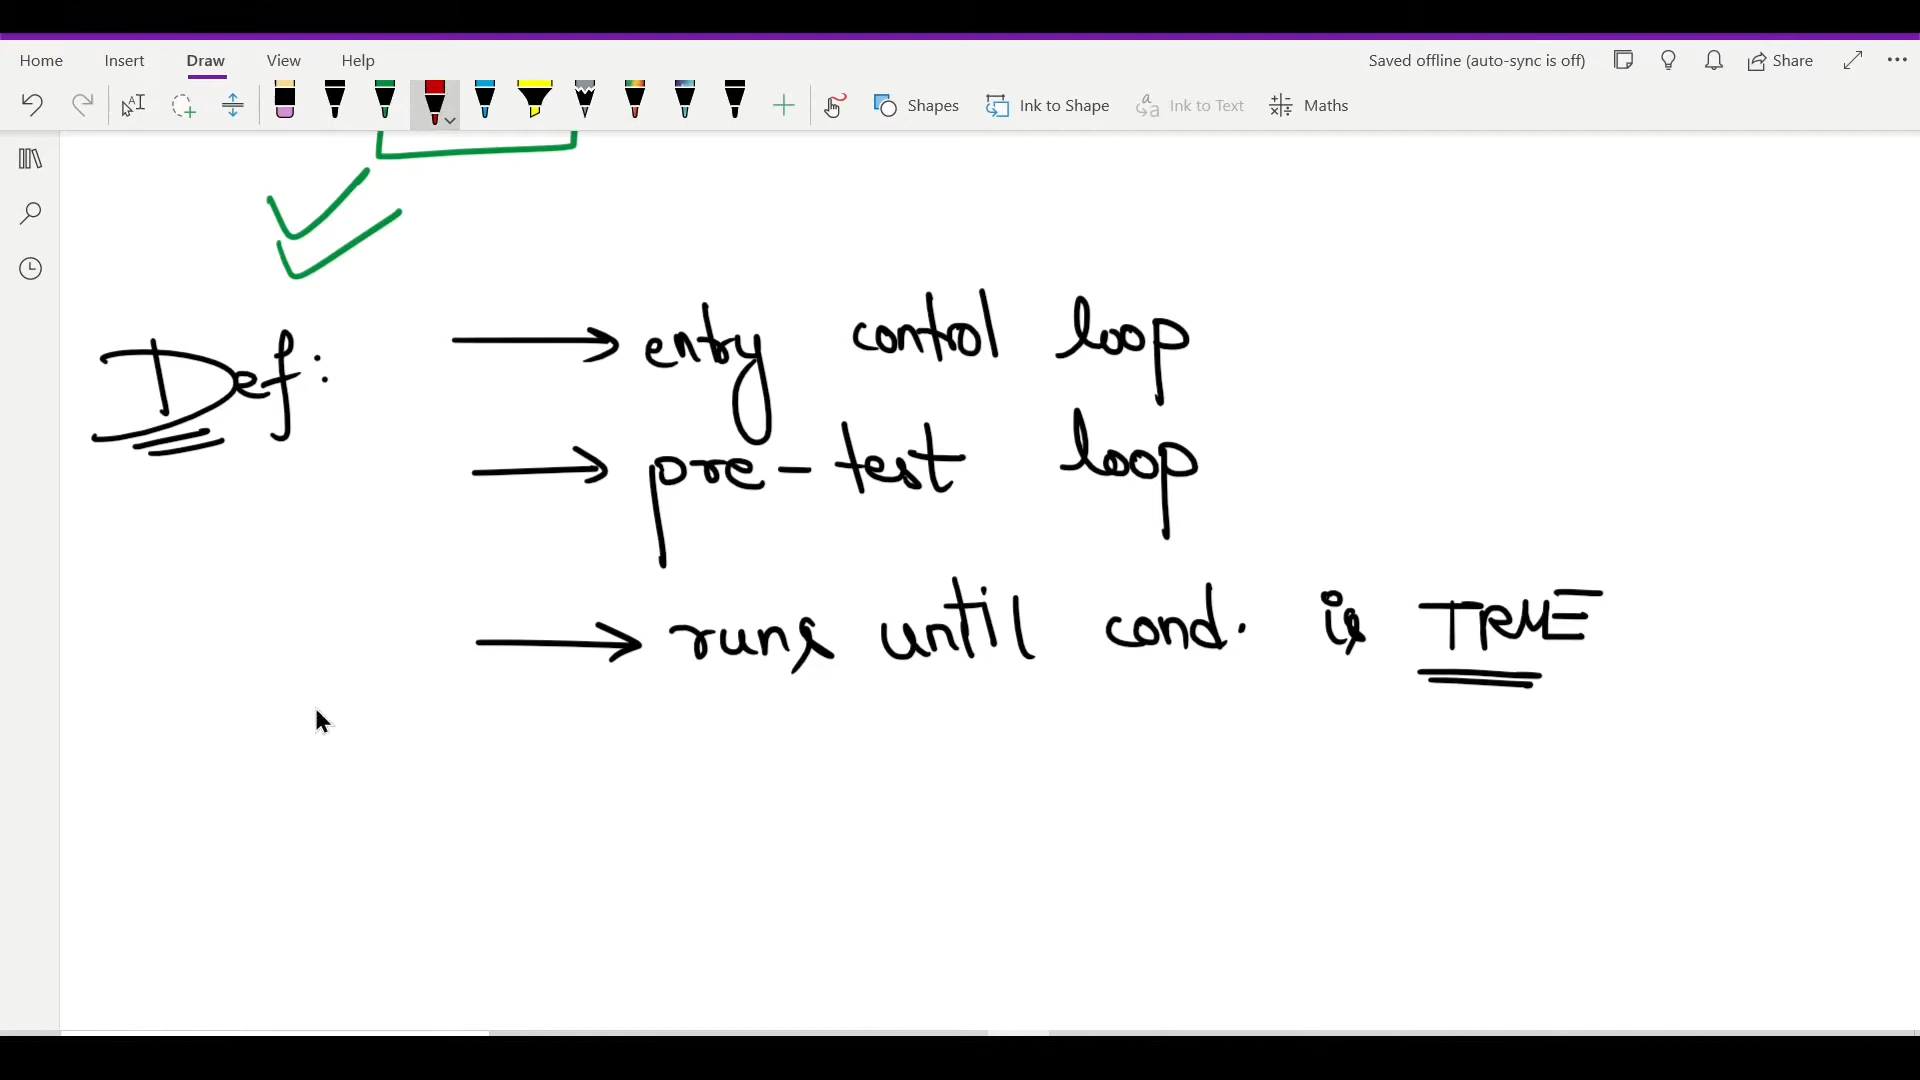 Home Insert Draw View Help Saved offline (auto-sync is off) Share
Shapes Ink to Shape Ink to Text Maths
Def: → entry control loop
→ pre-test loop
→ runs until cond. is TRUE